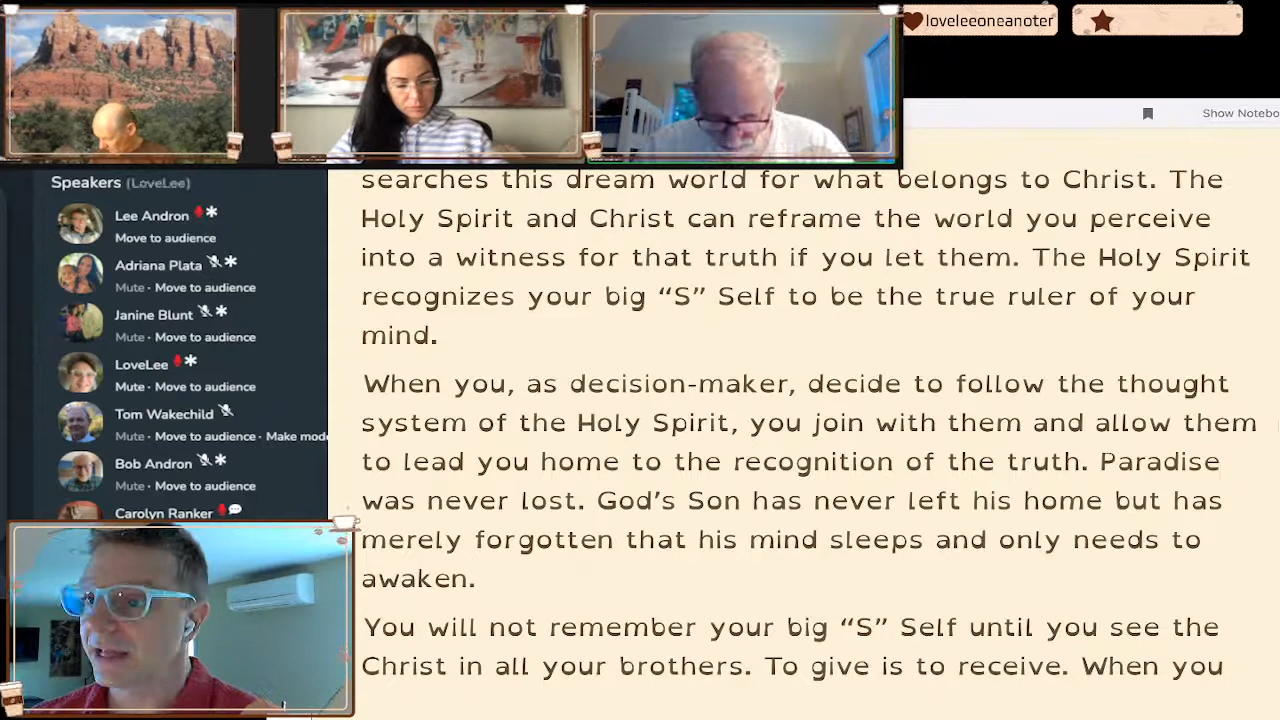 loveleeoneanoter
Show Notebo
Speakers (LoveLee)
Lee Andron
Move to audience
Adriana Plata
Mute · Move to audience
Janine Blunt
Mute · Move to audience
LoveLee
Mute · Move to audience
Tom Wakechild
Mute · Move to audience · Make mode
Bob Andron
Mute · Move to audience
Carolyn Ranker
searches this dream world for what belongs to Christ. The
Holy Spirit and Christ can reframe the world you perceive
into a witness for that truth if you let them. The Holy Spirit
recognizes your big “S” Self to be the true ruler of your
mind.
When you, as decision-maker, decide to follow the thought
system of the Holy Spirit, you join with them and allow them
to lead you home to the recognition of the truth. Paradise
was never lost. God’s Son has never left his home but has
merely forgotten that his mind sleeps and only needs to
awaken.
You will not remember your big “S” Self until you see the
Christ in all your brothers. To give is to receive. When you